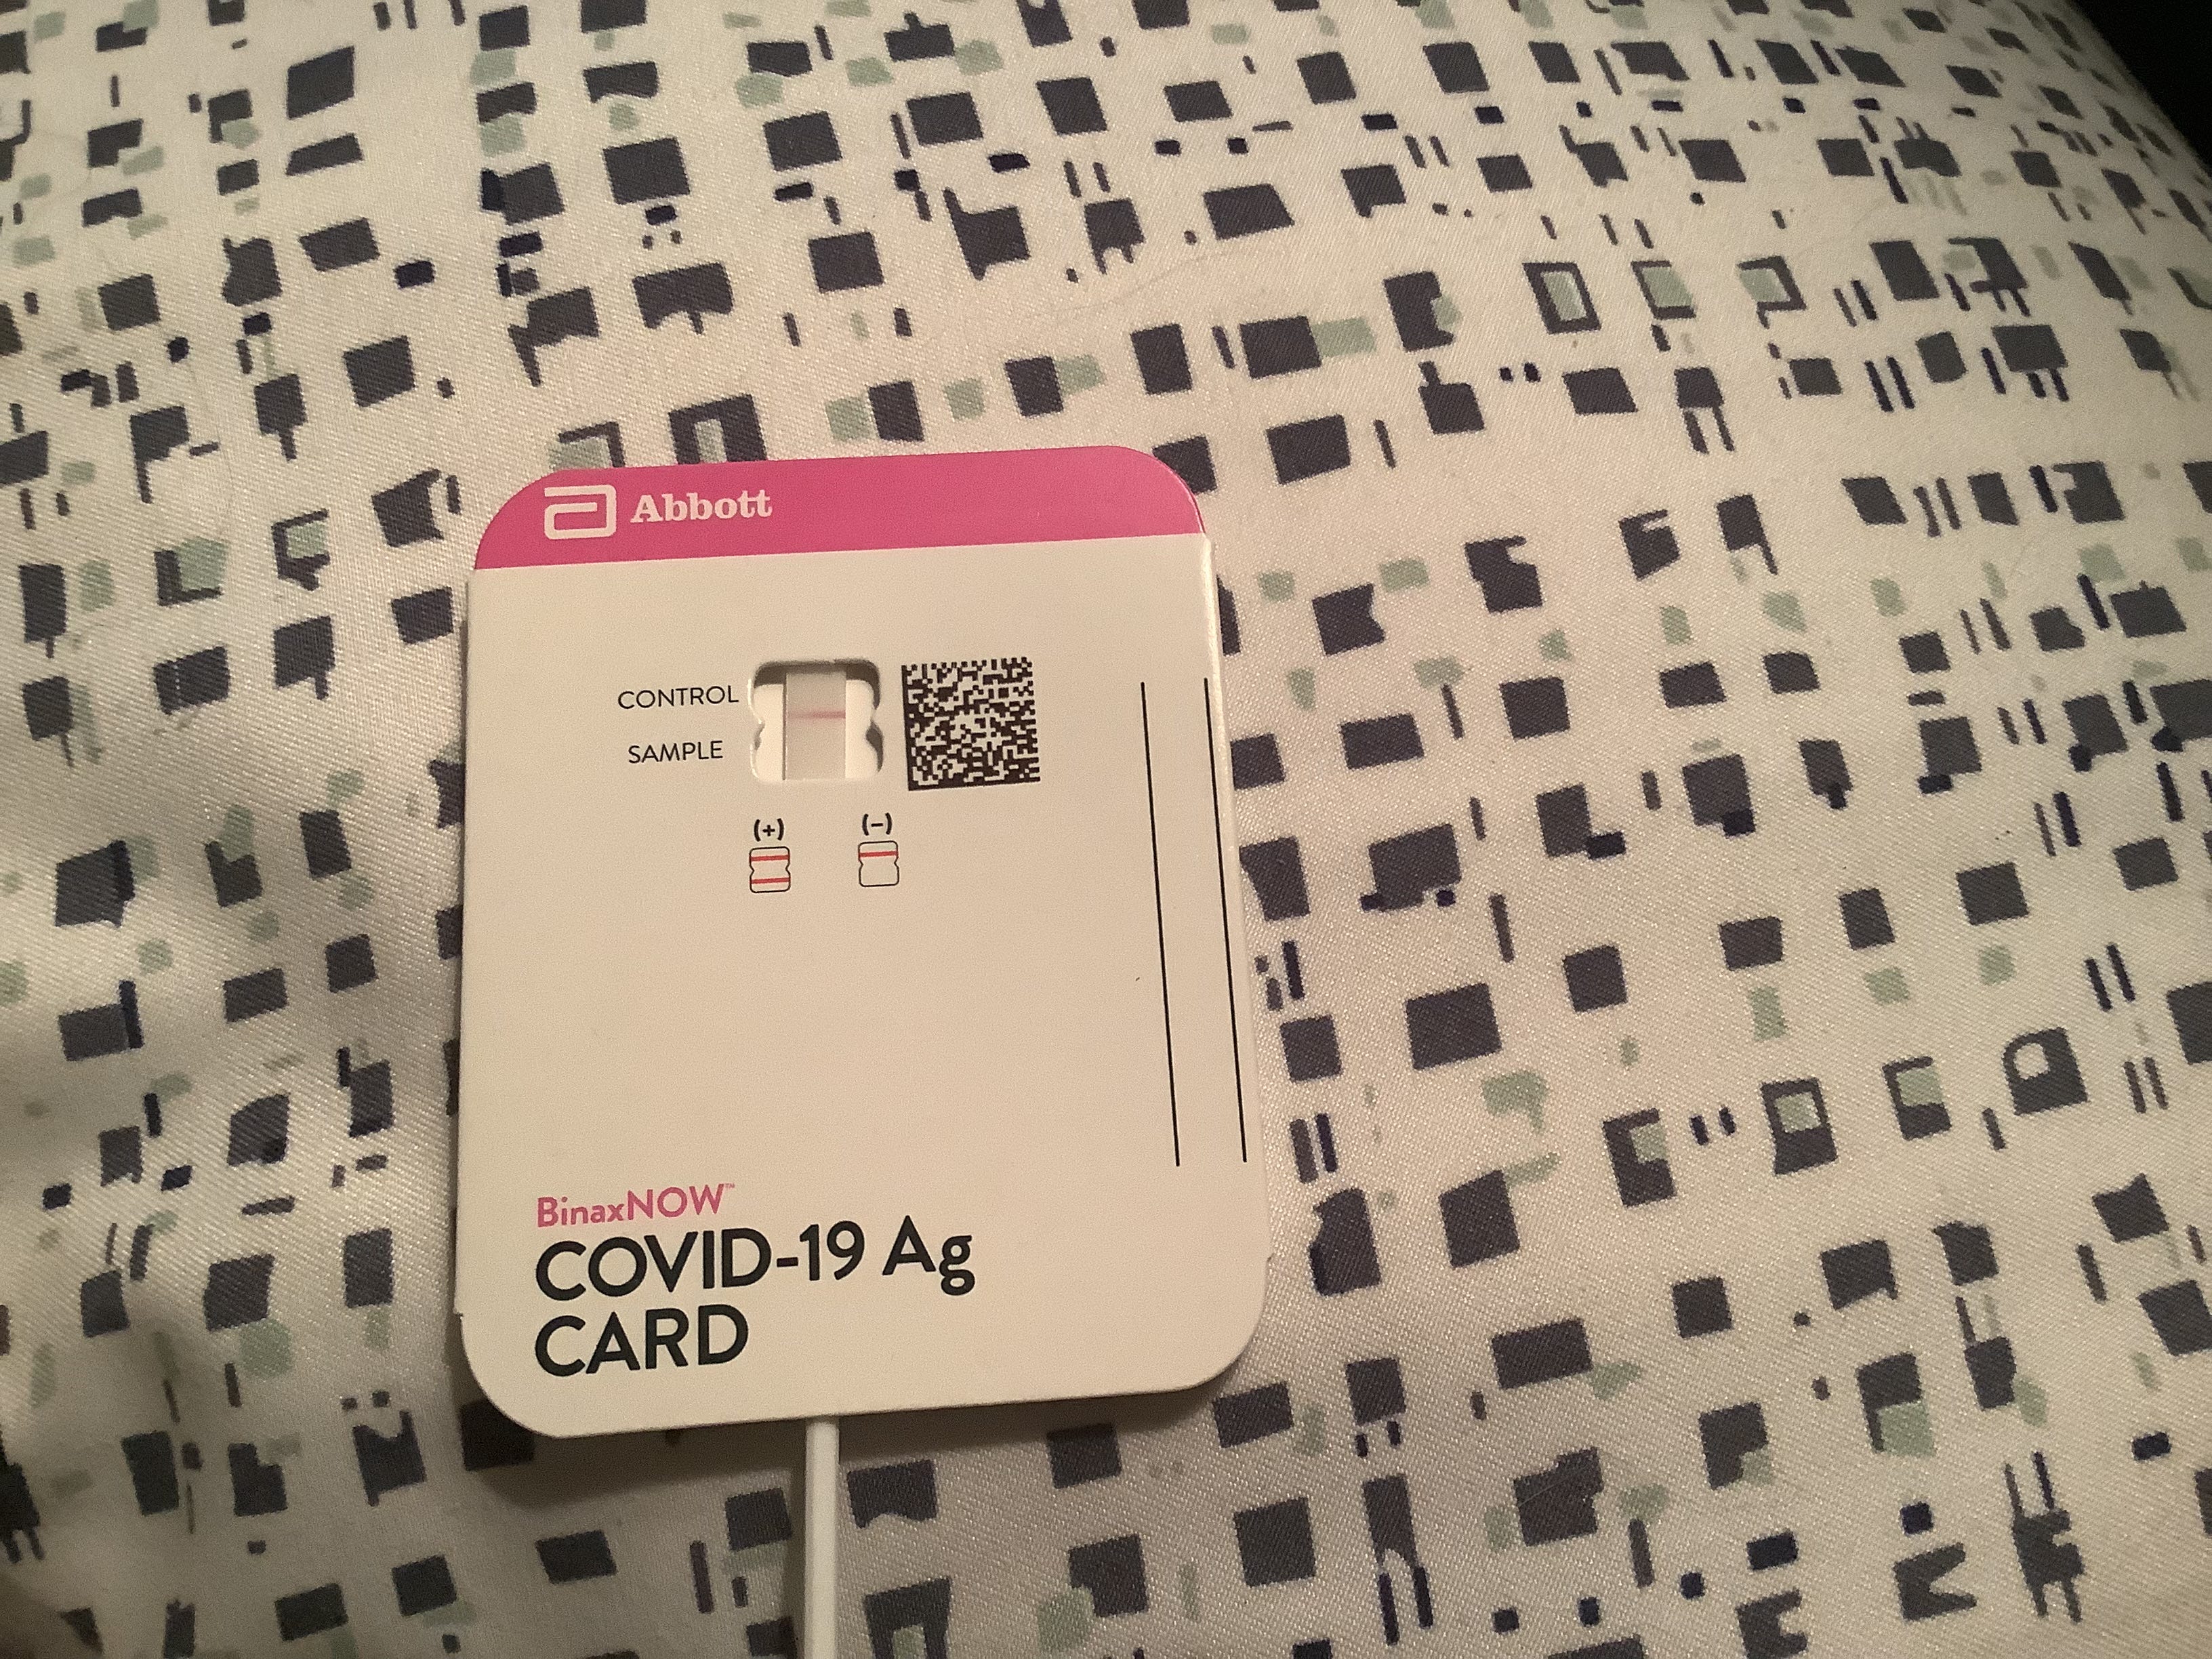 Abbott
CONTROL
SAMPLE
(+) (-)
BinaxNOW™
COVID-19 Ag
CARD